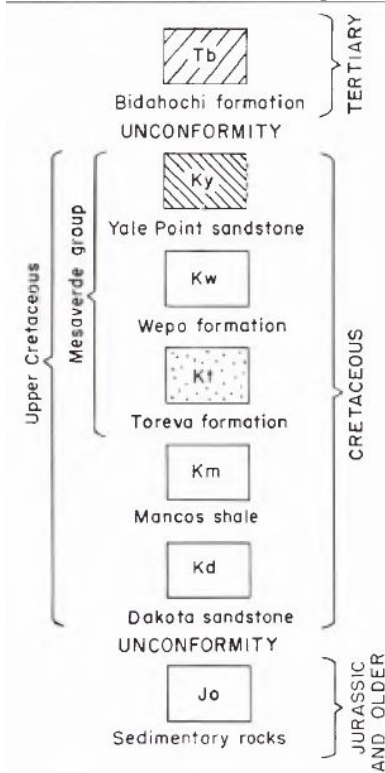 Tb
Bidahochi formation
TERTIARY
UNCONFORMITY
Ky
Yale Point sandstone
Kw
Wepo formation
Kt
Toreva formation
Mesaverde group
Km
Mancos shale
Kd
Dakota sandstone
Upper Cretaceous
CRETACEOUS
UNCONFORMITY
Jo
Sedimentary rocks
JURASSIC
AND OLDER